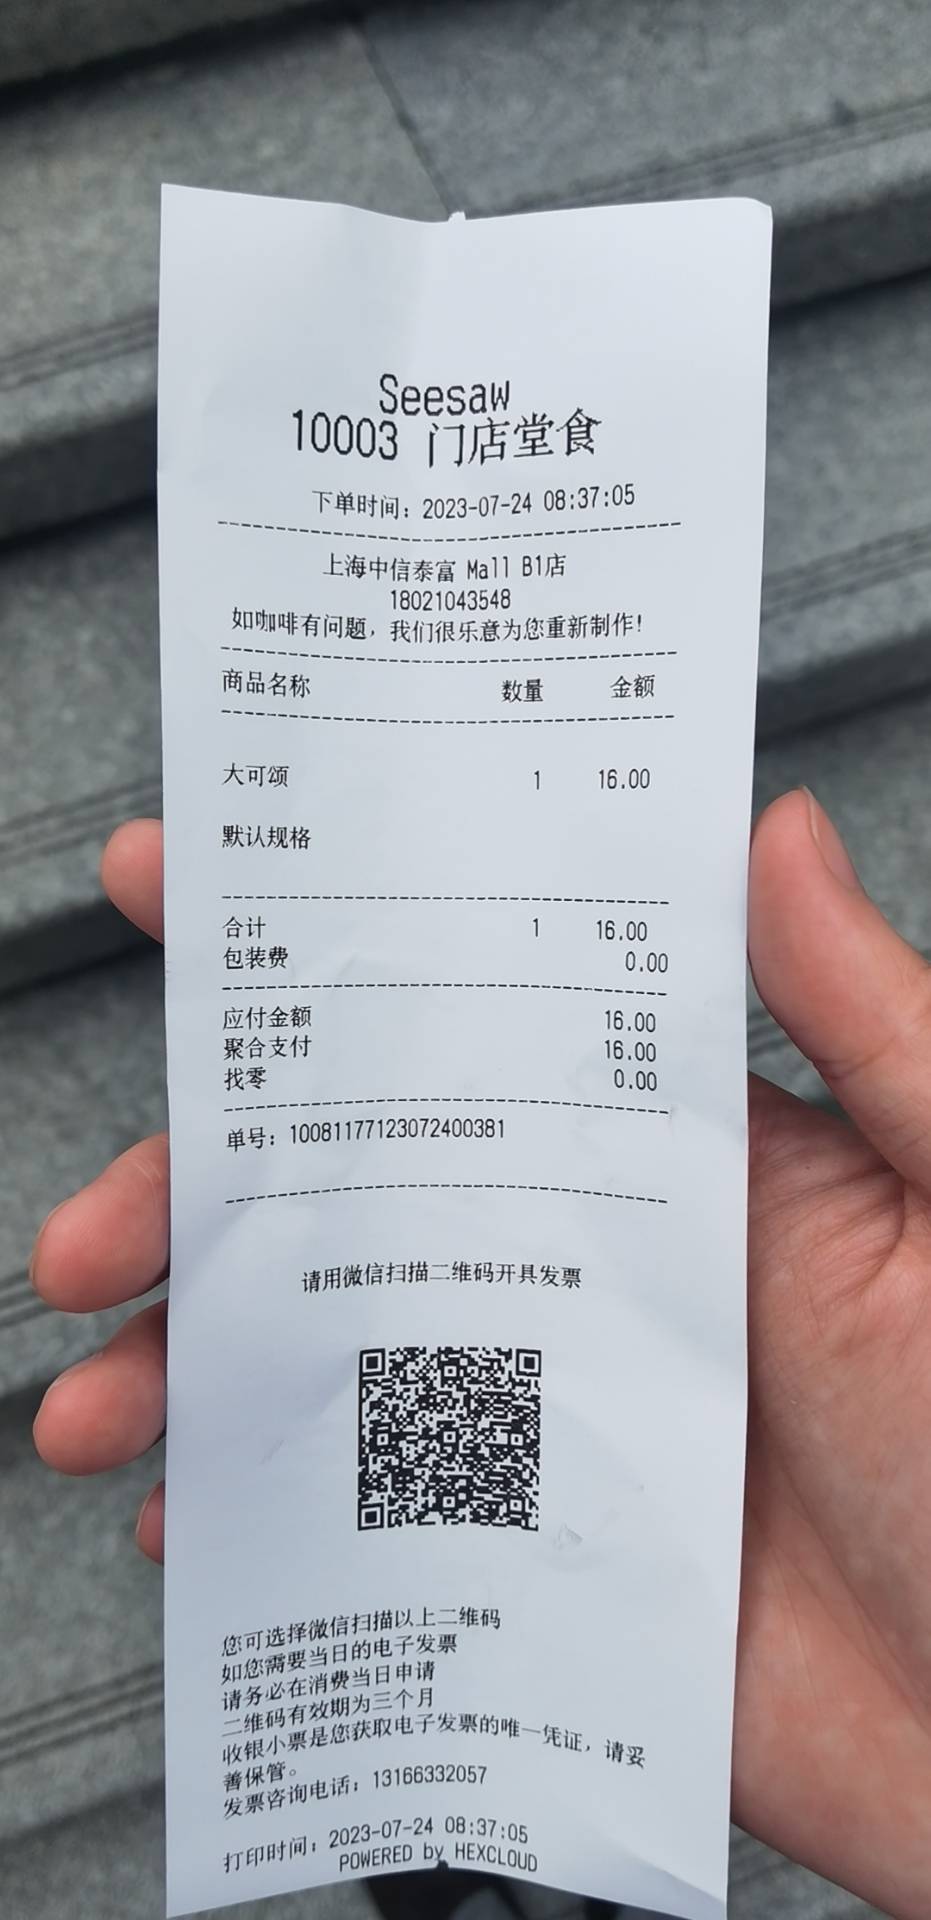 Seesaw
10003 门店堂食
下单时间：2023-07-24 08:37:05
上海中信泰富 Mall B1店
18021043548
如咖啡有问题，我们很乐意为您重新制作！
商品名称 数量 金额
大可颂 1 16.00
默认规格
合计 1 16.00
包装费 0.00
应付金额 16.00
聚合支付 16.00
找零 0.00
单号：10081177123072400381
请用微信扫描二维码开具发票
您可选择微信扫描以上二维码
如您需要当日的电子发票
请务必在消费当日申请
二维码有效期为三个月
收银小票是您获取电子发票的唯一凭证，请妥
善保管。
发票咨询电话：13166332057
打印时间：2023-07-24 08:37:05
POWERED by HEXCLOUD